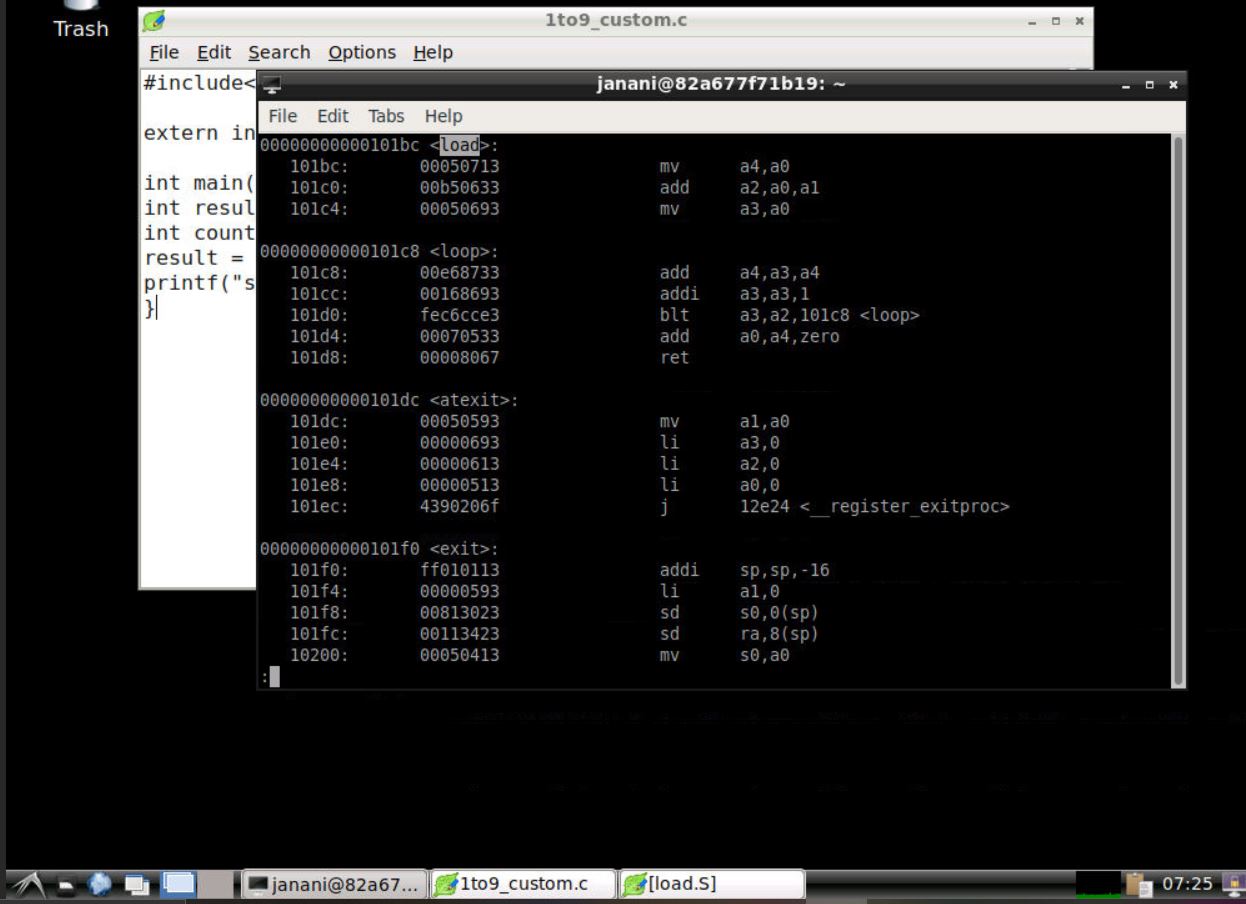 Trash
1to9_custom.c
File Edit Search Options Help
#include<
extern in
int main(
int resul
int count
result =
printf("s
}
janani@82a677f71b19: ~
File Edit Tabs Help
00000000000101bc <load>:
101bc: 00050713 mv a4,a0
101c0: 00b50633 add a2,a0,a1
101c4: 00050693 mv a3,a0
00000000000101c8 <loop>:
101c8: 00e68733 add a4,a3,a4
101cc: 00168693 addi a3,a3,1
101d0: fec6cce3 blt a3,a2,101c8 <loop>
101d4: 00070533 add a0,a4,zero
101d8: 00008067 ret
00000000000101dc <atexit>:
101dc: 00050593 mv a1,a0
101e0: 00000693 li a3,0
101e4: 00000613 li a2,0
101e8: 00000513 li a0,0
101ec: 4390206f j 12e24 <__register_exitproc>
00000000000101f0 <exit>:
101f0: ff010113 addi sp,sp,-16
101f4: 00000593 li a1,0
101f8: 00813023 sd s0,0(sp)
101fc: 00113423 sd ra,8(sp)
10200: 00050413 mv s0,a0
:
janani@82a67...
1to9_custom.c
[load.S]
07:25